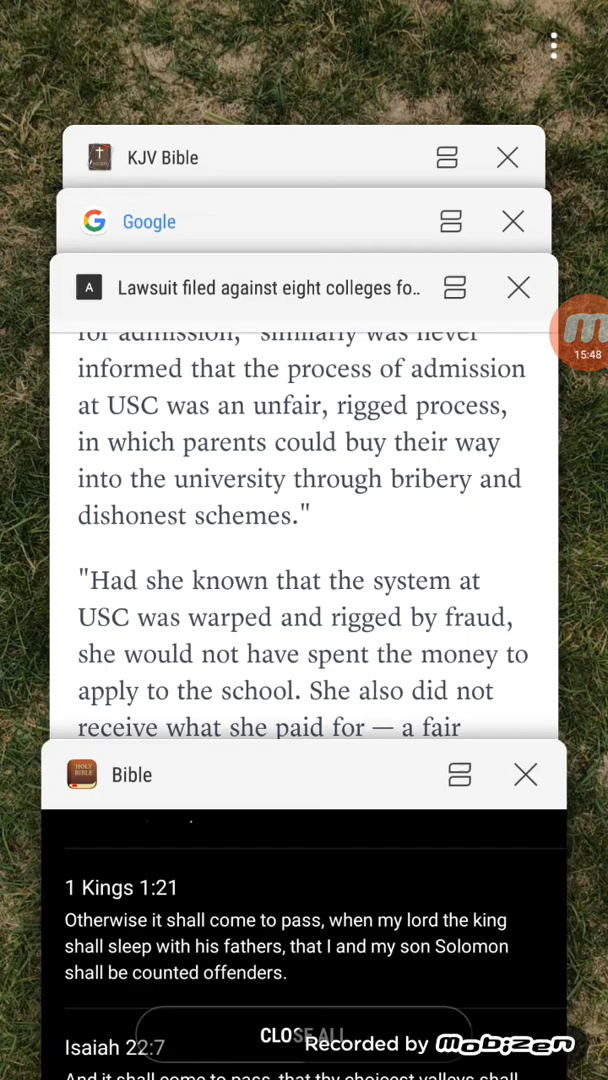 KJV Bible
Google
A Lawsuit filed against eight colleges fo..
for admission," "similarly was never
informed that the process of admission
at USC was an unfair, rigged process,
in which parents could buy their way
into the university through bribery and
dishonest schemes."
"Had she known that the system at
USC was warped and rigged by fraud,
she would not have spent the money to
apply to the school. She also did not
receive what she paid for — a fair
15:48
HOLY BIBLE
Bible
1 Kings 1:21
Otherwise it shall come to pass, when my lord the king
shall sleep with his fathers, that I and my son Solomon
shall be counted offenders.
CLOSE ALL
Recorded by mobizen
Isaiah 22:7
And it shall come to pass, that thy choicest valleys shall